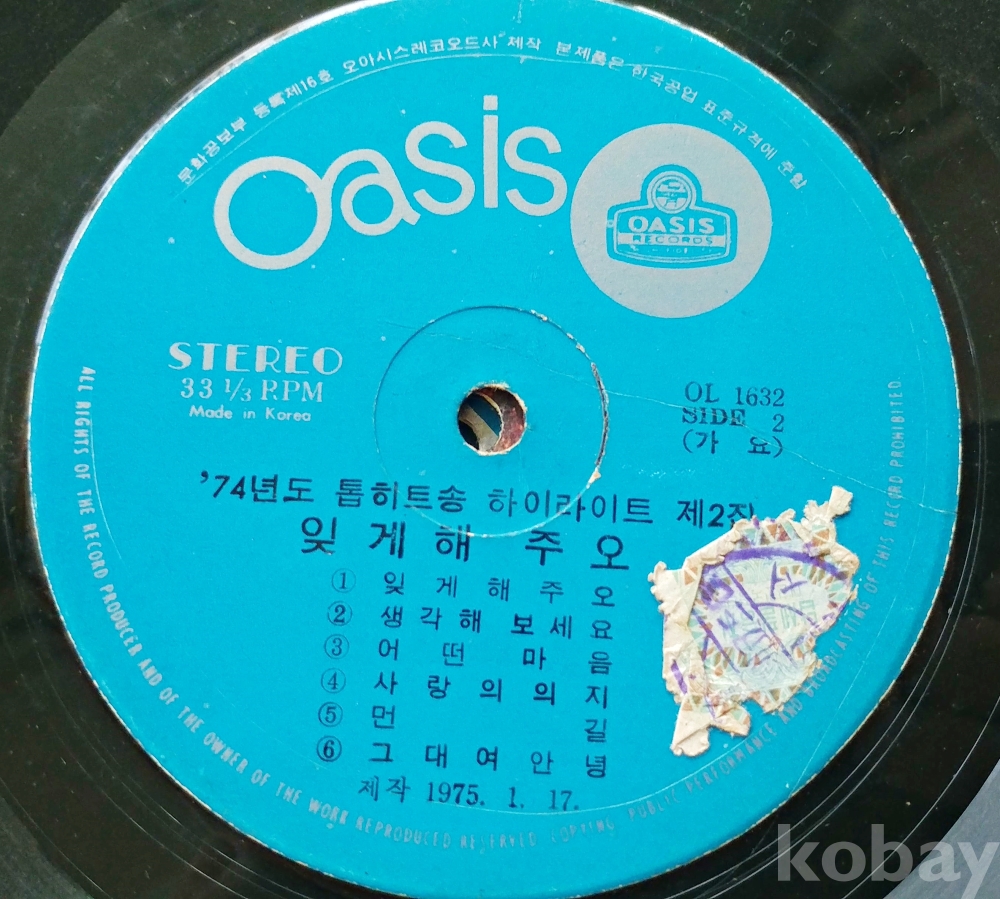 문화공보부 등록제16호 오아시스레코오드사 제작 본제품은 한국공업 표준규격에 준함
Oasis
OASIS
RECORDS
STEREO
33 1/3 RPM
Made in Korea
OL 1632
SIDE 2
(가 요)
'74년도 톱히트송 하이라이트 제2집
잊게해 주오
① 잊게해주오
② 생각해 보세요
③ 어떤마음
④ 사랑의의지
⑤ 먼길
⑥ 그대여안녕
제작 1975. 1. 17.
ALL RIGHTS OF THE RECORD PRODUCER AND OF THE OWNER OF THE WORK REPRODUCED RESERVED COPYING, PUBLIC PERFORMANCE AND BROADCASTING OF THIS RECORD PROHIBITED
kobay